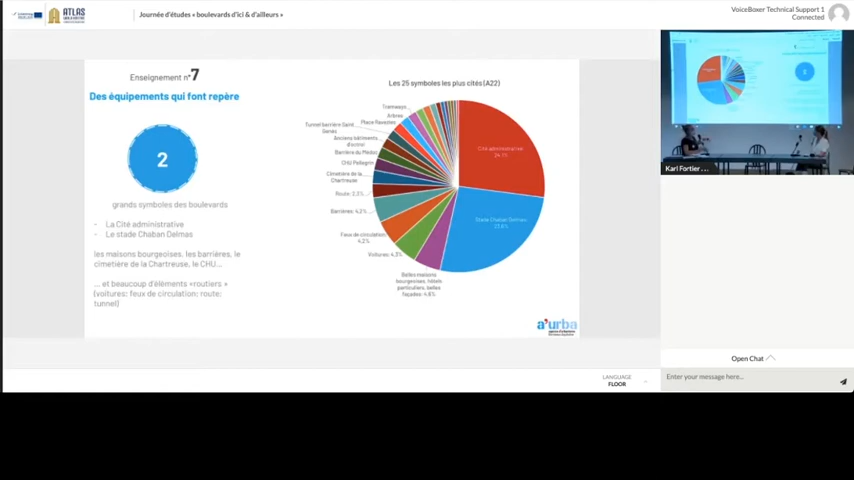 ATLAS
Journée d'études « boulevards d'ici & d'ailleurs »
VoiceBoxer Technical Support 1
Connected
Enseignement n°7
Des équipements qui font repère
2
grands symboles des boulevards
- La Cité administrative
- Le stade Chaban Delmas
les maisons bourgeoises, les barrières, le
cimetière de la Chartreuse, le CHU...
... et beaucoup d'éléments «routiers »
(voitures; feux de circulation; route;
tunnel)
Les 25 symboles les plus cités (A22)
Tramways
Arbres
Place Ravezies
Tunnel barrière Saint
Genès
Anciens bâtiments
d'octroi
Barrière du Médoc
CHU Pellegrin
Cimetière de la
Chartreuse
Route; 2,3%
Barrières; 4,2%
Feux de circulation;
4,2%
Voitures; 4,3%
Belles maisons
bourgeoises, hôtels
particuliers, belles
façades; 4,8%
Cité administrative;
Stade Chaban Delmas;
a'urba
Karl Fortier ...
Open Chat
Enter your message here...
LANGUAGE
FLOOR